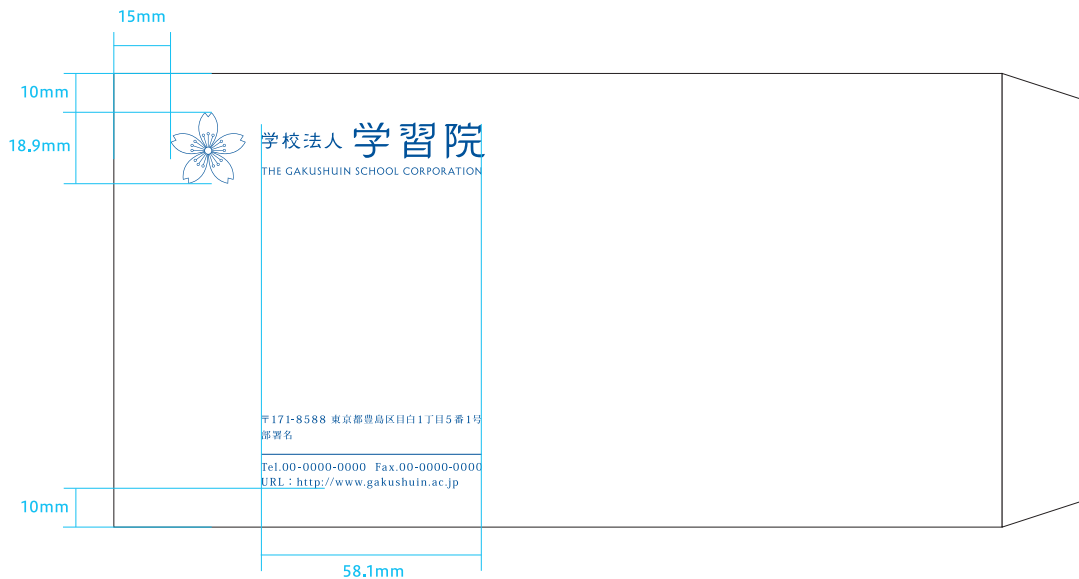 15mm
10mm
18.9mm
学校法人 学習院
THE GAKUSHUIN SCHOOL CORPORATION
〒171-8588 東京都豊島区目白1丁目5番1号
部署名
Tel.00-0000-0000 Fax.00-0000-0000
URL：http://www.gakushuin.ac.jp
10mm
58.1mm